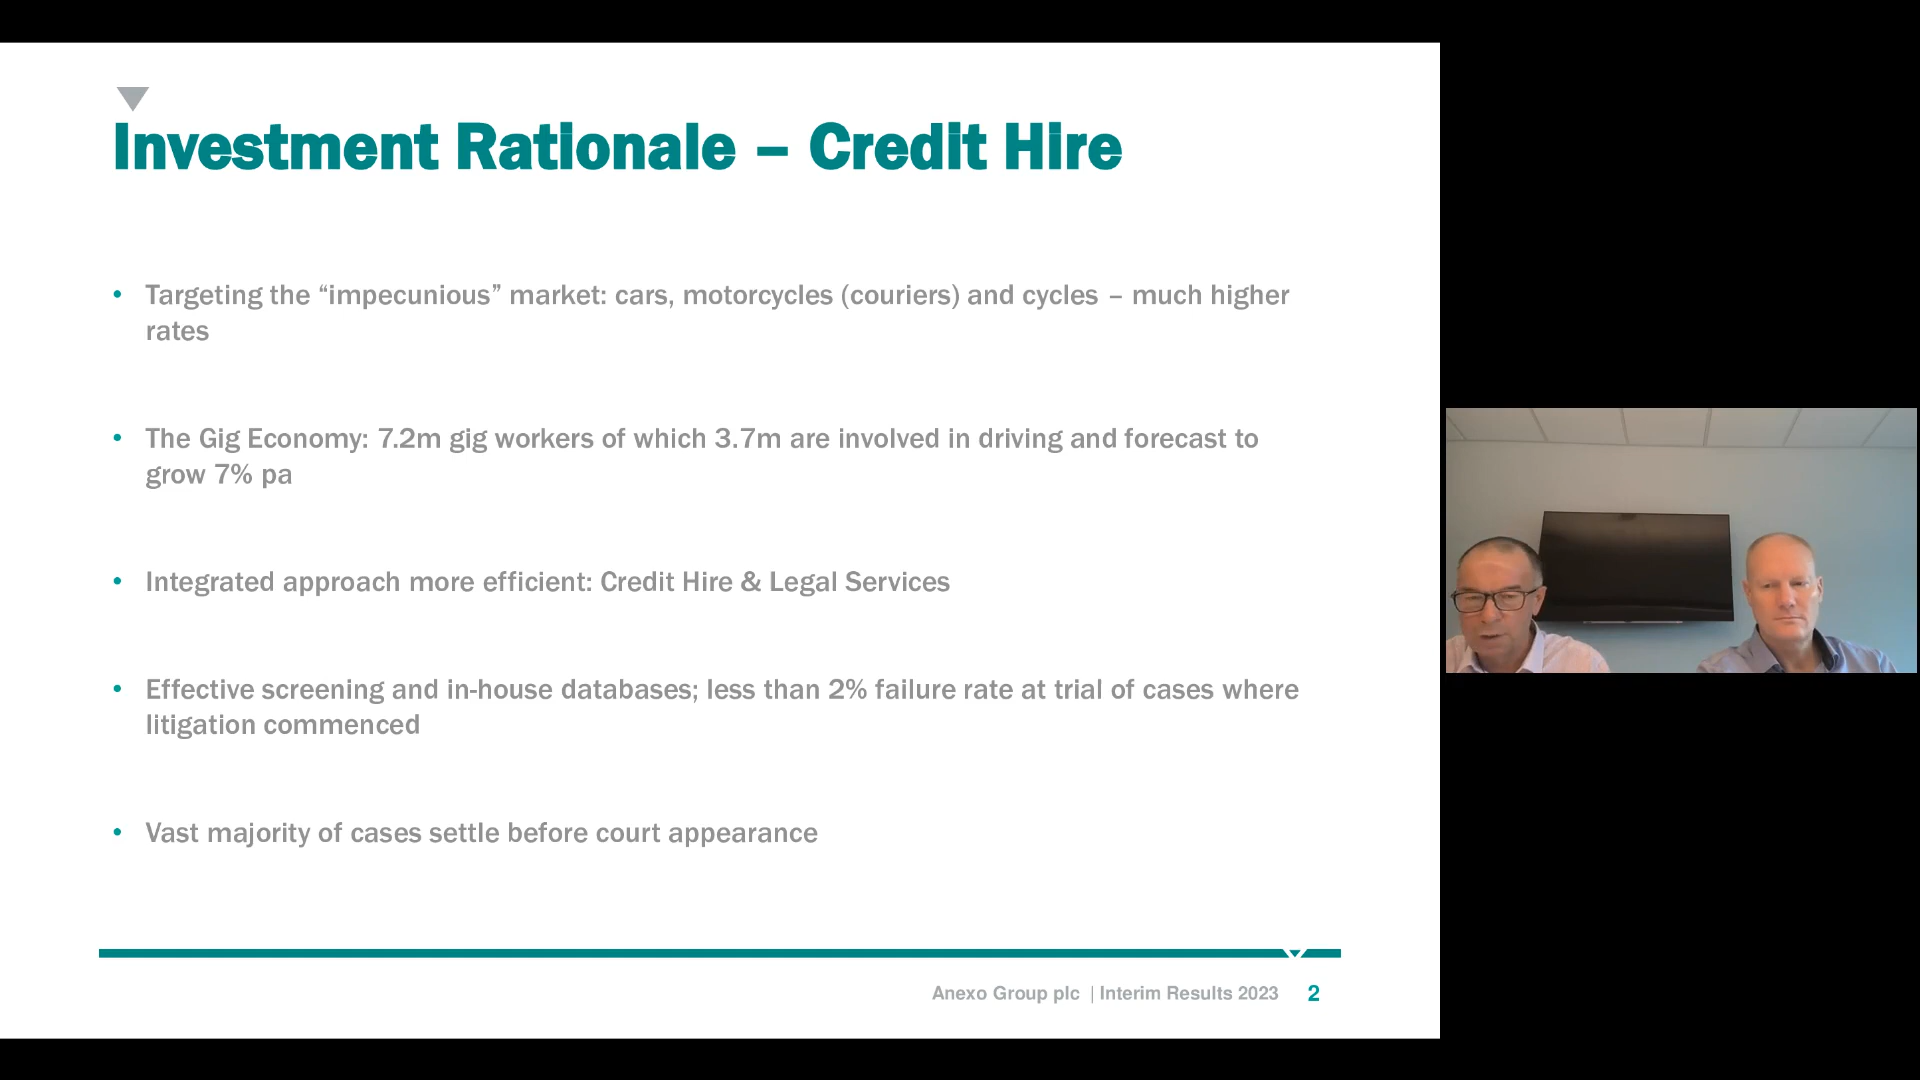 Investment Rationale – Credit Hire
• Targeting the “impecunious” market: cars, motorcycles (couriers) and cycles – much higher
rates
• The Gig Economy: 7.2m gig workers of which 3.7m are involved in driving and forecast to
grow 7% pa
• Integrated approach more efficient: Credit Hire & Legal Services
• Effective screening and in-house databases; less than 2% failure rate at trial of cases where
litigation commenced
• Vast majority of cases settle before court appearance
Anexo Group plc | Interim Results 2023 2